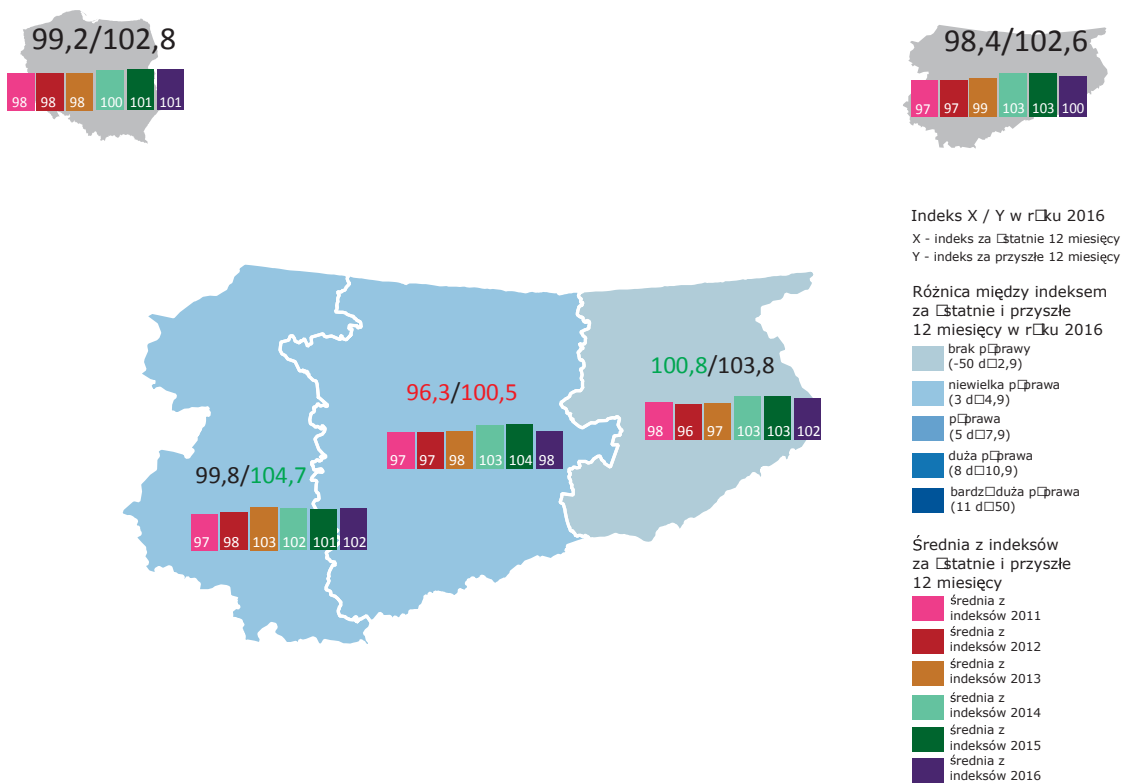 99,2/102,8
98 98 98 100 101 101
98,4/102,6
97 97 99 103 103 100
Indeks X / Y w r□ku 2016
X - indeks za □statnie 12 miesięcy
Y - indeks za przyszłe 12 miesięcy
Różnica między indeksem
za □statnie i przyszłe
12 miesięcy w r□ku 2016
brak p□prawy
(-50 d□2,9)
niewielka p□prawa
(3 d□4,9)
p□prawa
(5 d□7,9)
duża p□prawa
(8 d□10,9)
bardz□duża p□prawa
(11 d□50)
Średnia z indeksów
za □statnie i przyszłe
12 miesięcy
średnia z
indeksów 2011
średnia z
indeksów 2012
średnia z
indeksów 2013
średnia z
indeksów 2014
średnia z
indeksów 2015
średnia z
indeksów 2016
99,8/104,7
97 98 103 102 101 102
96,3/100,5
97 97 98 103 104 98
100,8/103,8
98 96 97 103 103 102